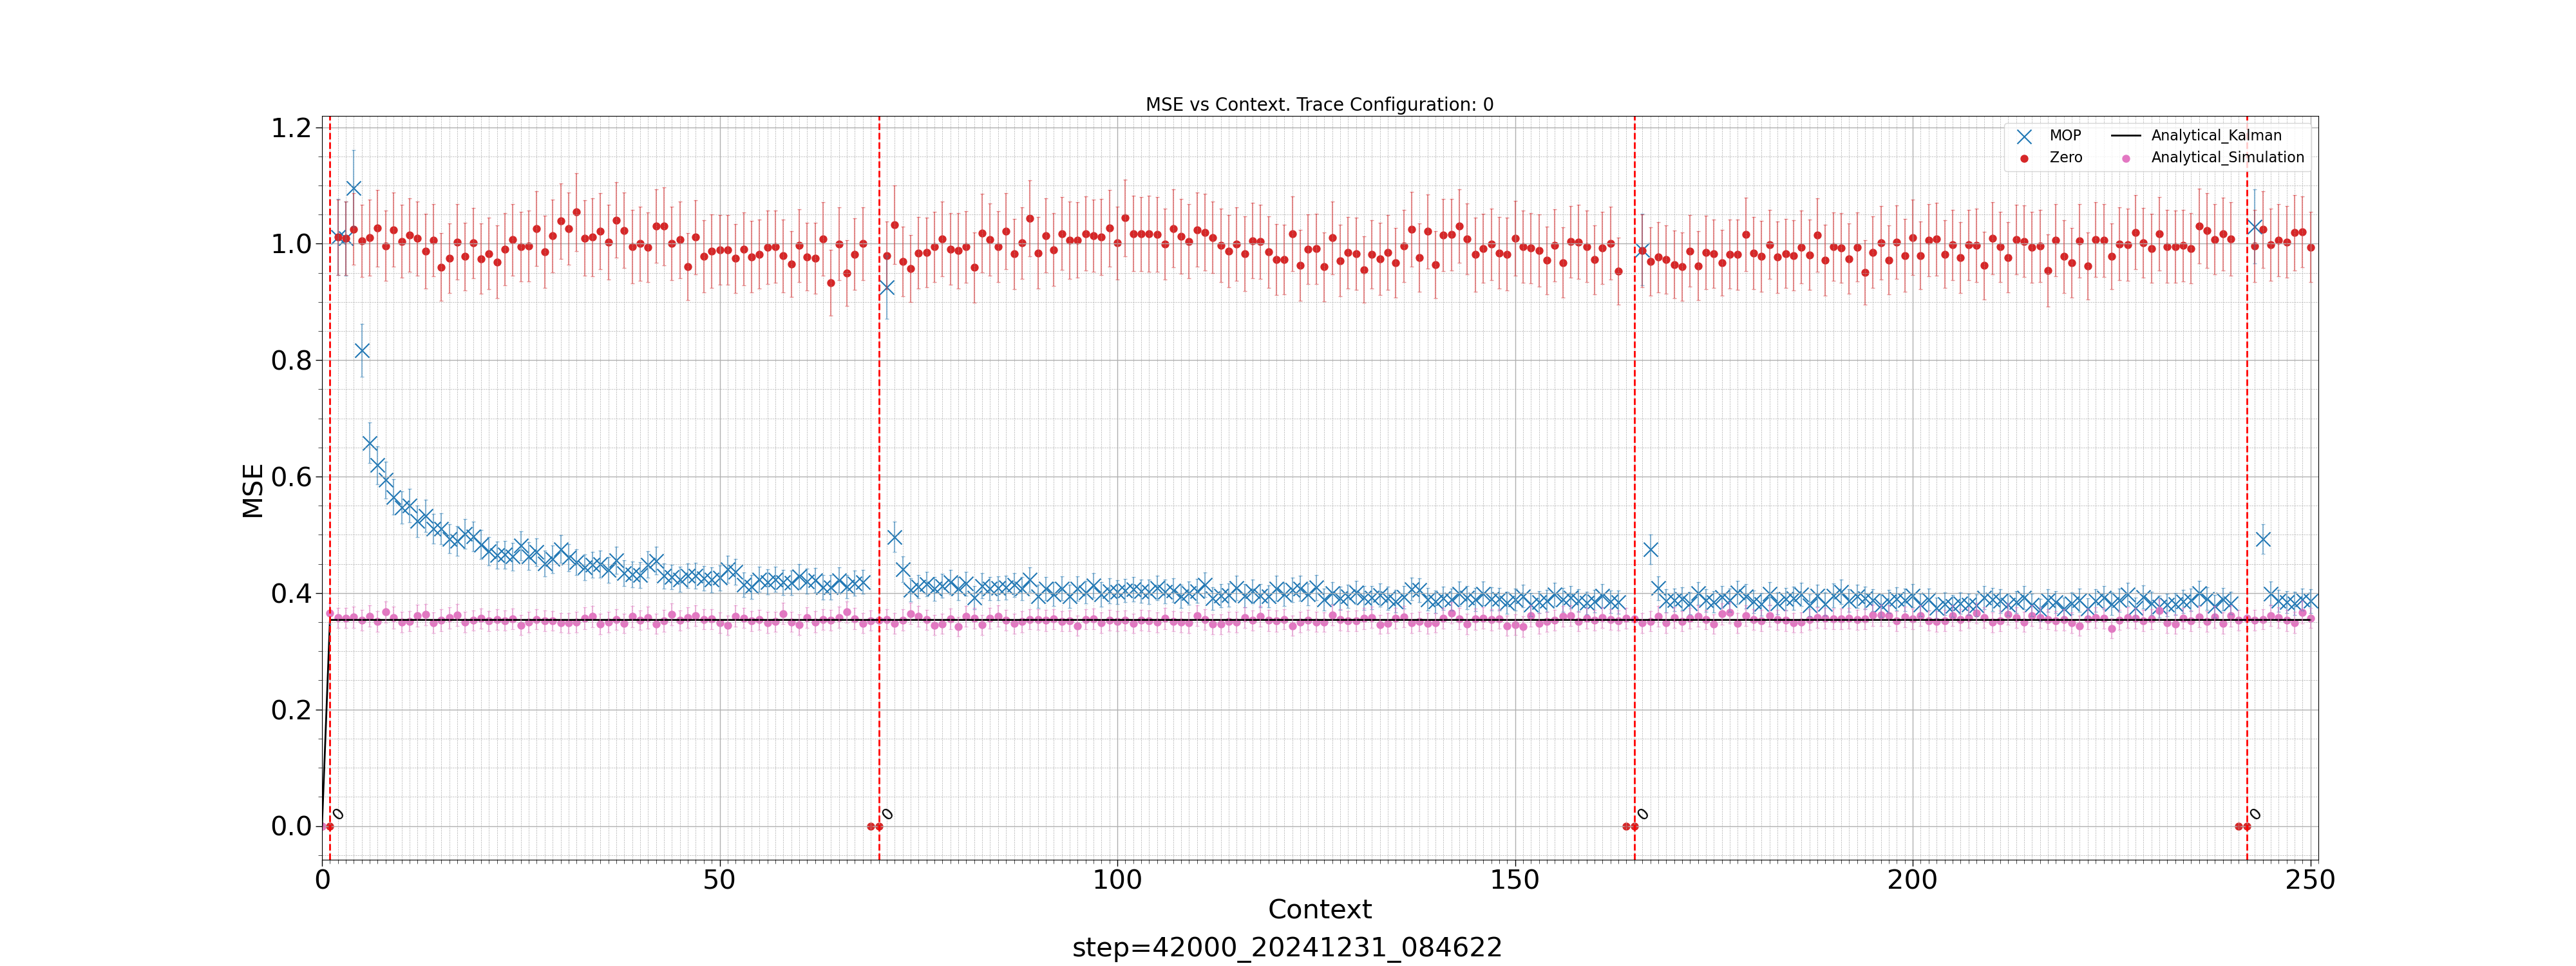 MSE vs Context. Trace Configuration: 0
MOP
Zero
Analytical_Kalman
Analytical_Simulation
MSE
1.2
1.0
0.8
0.6
0.4
0.2
0.0
0
0
0
0
0 50 100 150 200 250
Context
step=42000_20241231_084622